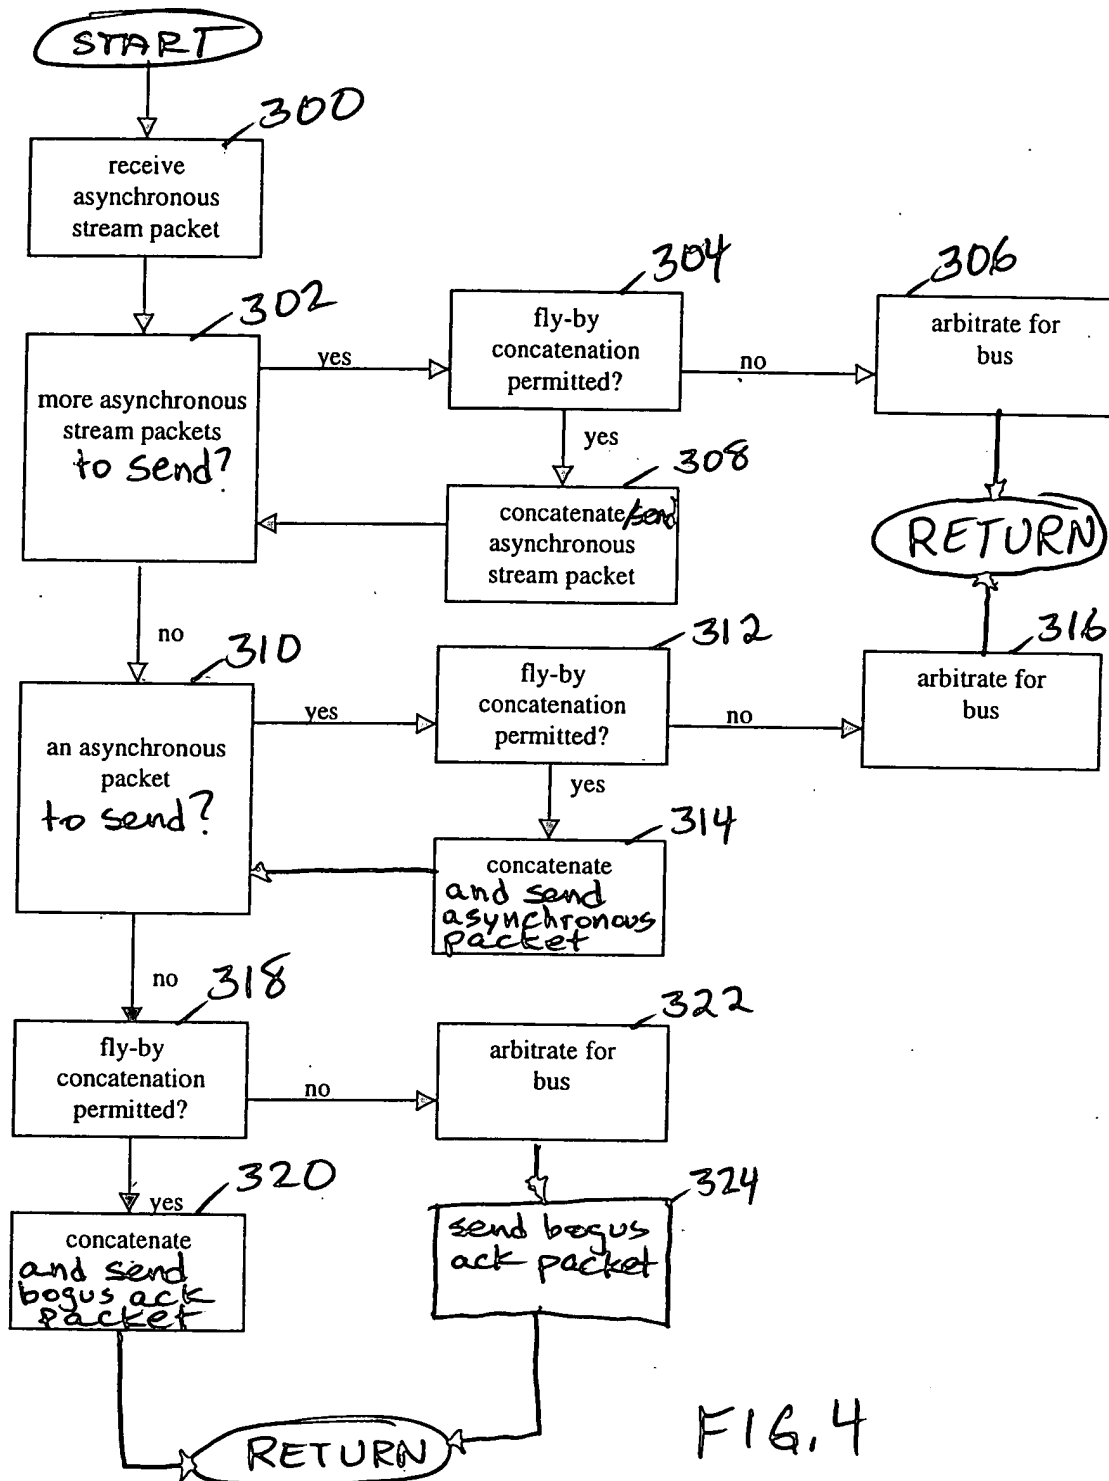 START
300
receive
asynchronous
stream packet
302
more asynchronous
stream packets
to send?
yes
304
fly-by
concatenation
permitted?
no
306
arbitrate for
bus
yes
308
concatenate/send
asynchronous
stream packet
RETURN
no
310
an asynchronous
packet
to send?
yes
312
fly-by
concatenation
permitted?
no
316
arbitrate for
bus
yes
314
concatenate
and send
asynchronous
packet
no
318
fly-by
concatenation
permitted?
no
322
arbitrate for
bus
yes
320
concatenate
and send
bogus ack
packet
324
send bogus
ack packet
RETURN
FIG. 4